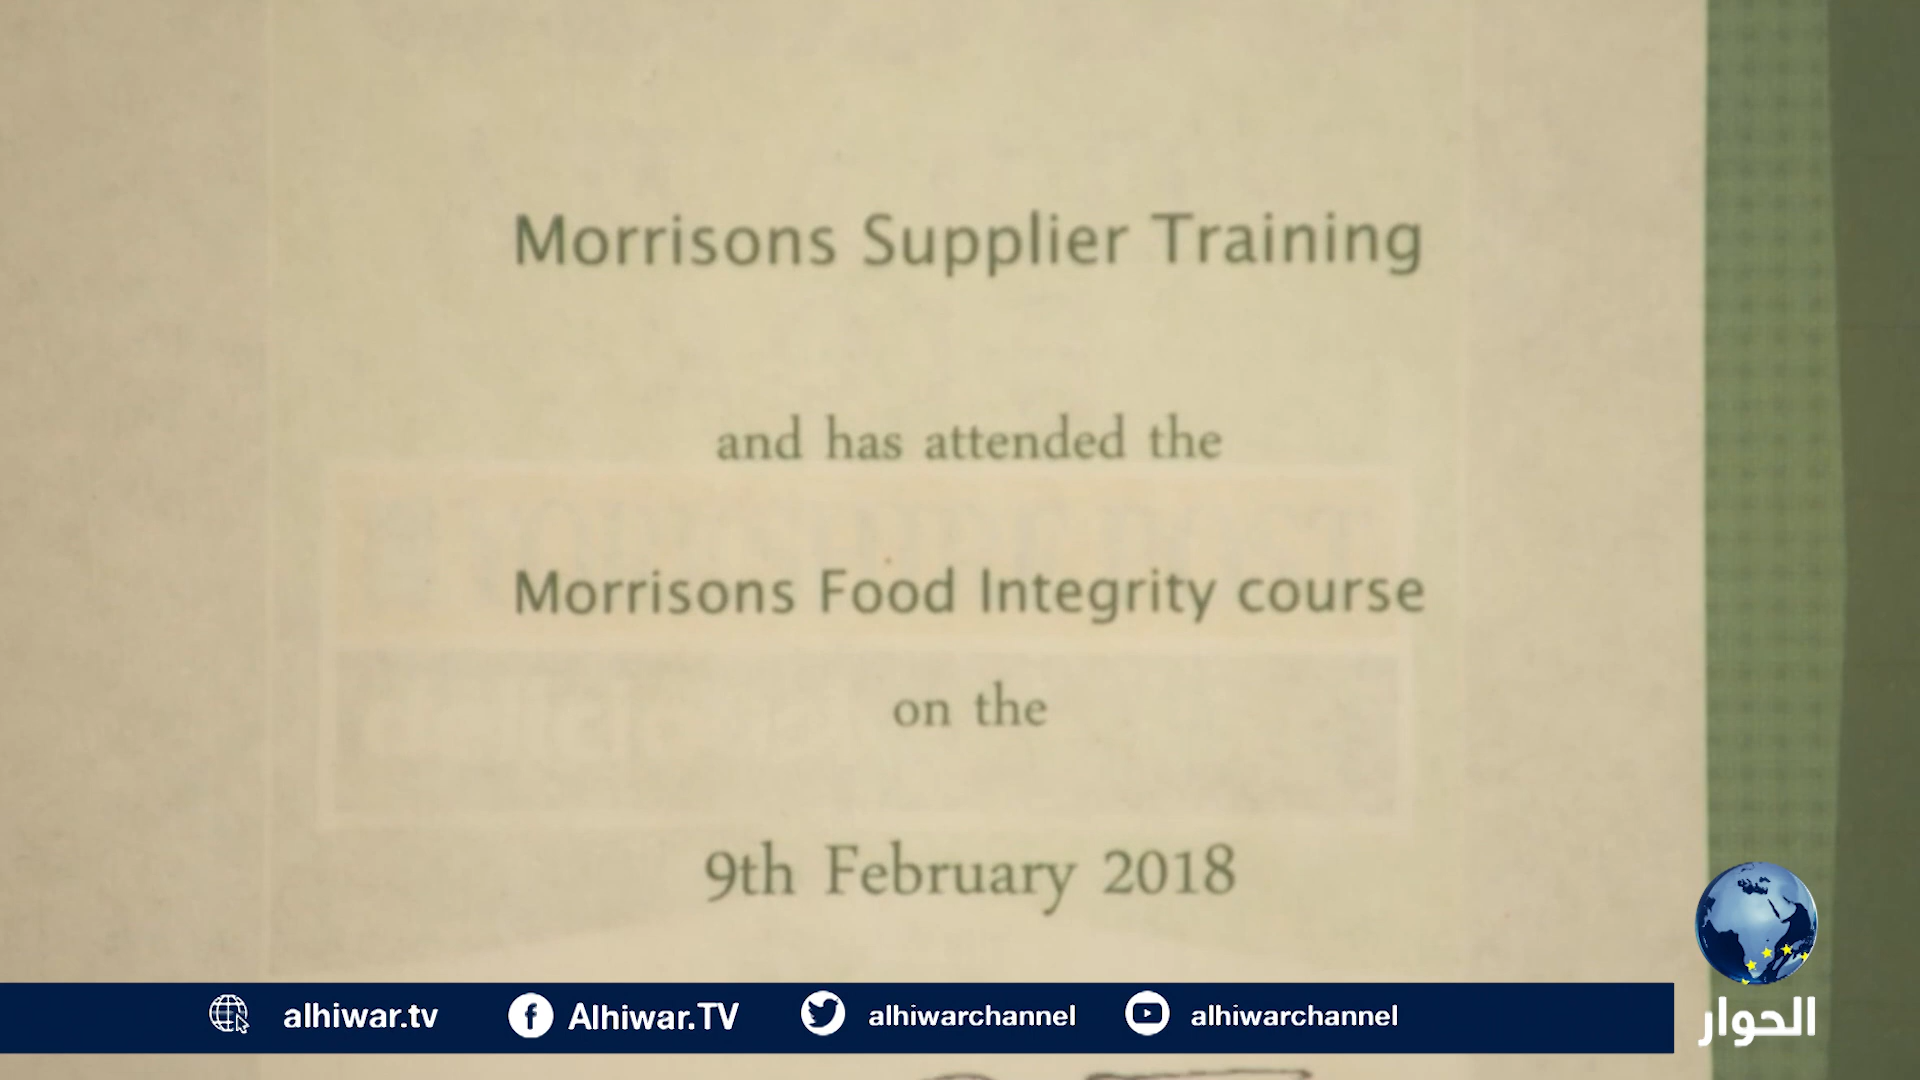 Morrisons Supplier Training
and has attended the
Morrisons Food Integrity course
on the
9th February 2018
alhiwar.tv
Alhiwar.TV
alhiwarchannel
alhiwarchannel
الحوار